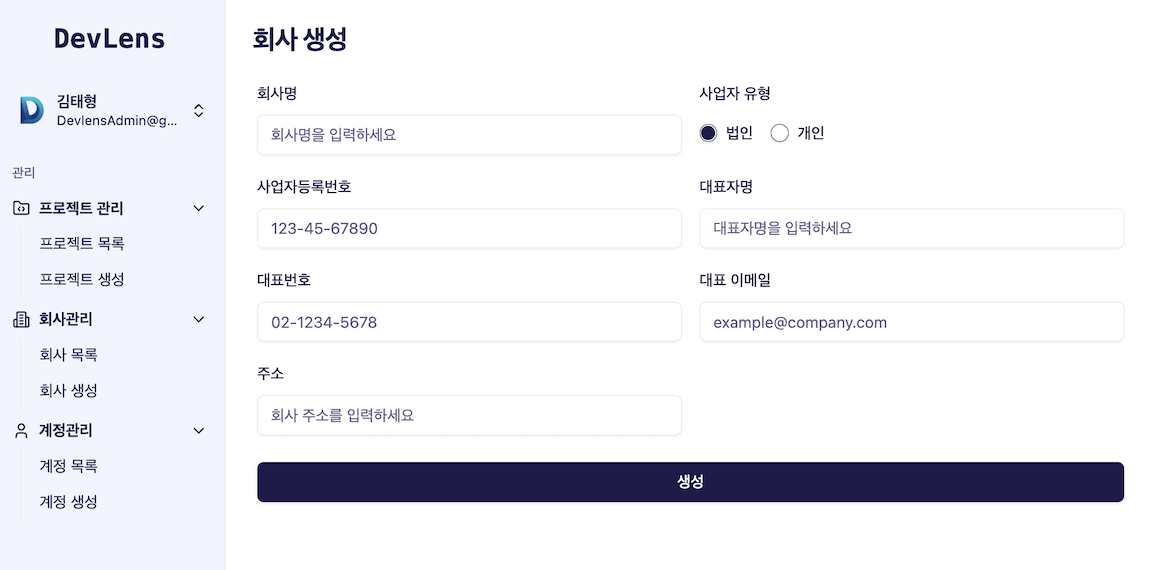 DevLens
김태형
DevlensAdmin@g...
관리
프로젝트 관리
프로젝트 목록
프로젝트 생성
회사관리
회사 목록
회사 생성
계정관리
계정 목록
계정 생성
회사 생성
회사명
회사명을 입력하세요
사업자 유형
법인 개인
사업자등록번호
123-45-67890
대표자명
대표자명을 입력하세요
대표번호
02-1234-5678
대표 이메일
example@company.com
주소
회사 주소를 입력하세요
생성